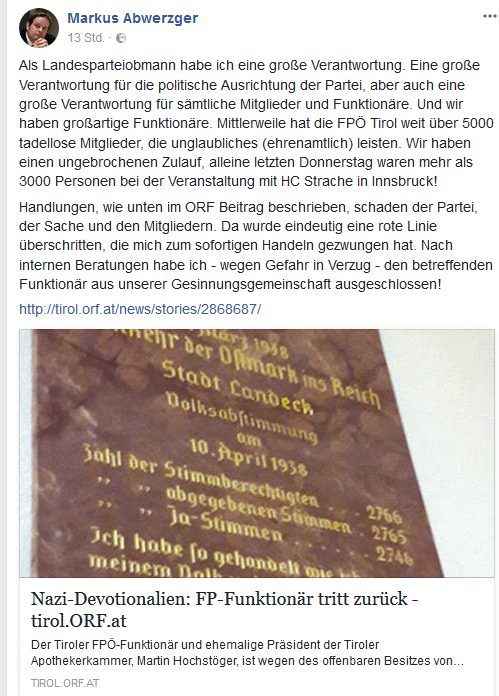 Markus Abwerzger
13 Std. ·
Als Landesparteiobmann habe ich eine große Verantwortung. Eine große
Verantwortung für die politische Ausrichtung der Partei, aber auch eine
große Verantwortung für sämtliche Mitglieder und Funktionäre. Und wir
haben großartige Funktionäre. Mittlerweile hat die FPÖ Tirol weit über 5000
tadellose Mitglieder, die unglaubliches (ehrenamtlich) leisten. Wir haben
einen ungebrochenen Zulauf, alleine letzten Donnerstag waren mehr als
3000 Personen bei der Veranstaltung mit HC Strache in Innsbruck!
Handlungen, wie unten im ORF Beitrag beschrieben, schaden der Partei,
der Sache und den Mitgliedern. Da wurde eindeutig eine rote Linie
überschritten, die mich zum sofortigen Handeln gezwungen hat. Nach
internen Beratungen habe ich - wegen Gefahr in Verzug - den betreffenden
Funktionär aus unserer Gesinnungsgemeinschaft ausgeschlossen!
http://tirol.orf.at/news/stories/2868687/
März 1938
der Ostmark ins Reich
Stadt Landeck
Volksabstimmung
am
10. April 1938
Zahl der Stimmberechtigten . . . 2766
" " abgegebenen Stimmen . 2765
" " Ja-Stimmen . . . . . . 2746
Ich habe so gehandelt wie ich
meinem
Nazi-Devotionalien: FP-Funktionär tritt zurück -
tirol.ORF.at
Der Tiroler FPÖ-Funktionär und ehemalige Präsident der Tiroler
Apothekerkammer, Martin Hochstöger, ist wegen des offenbaren Besitzes von…
TIROL.ORF.AT